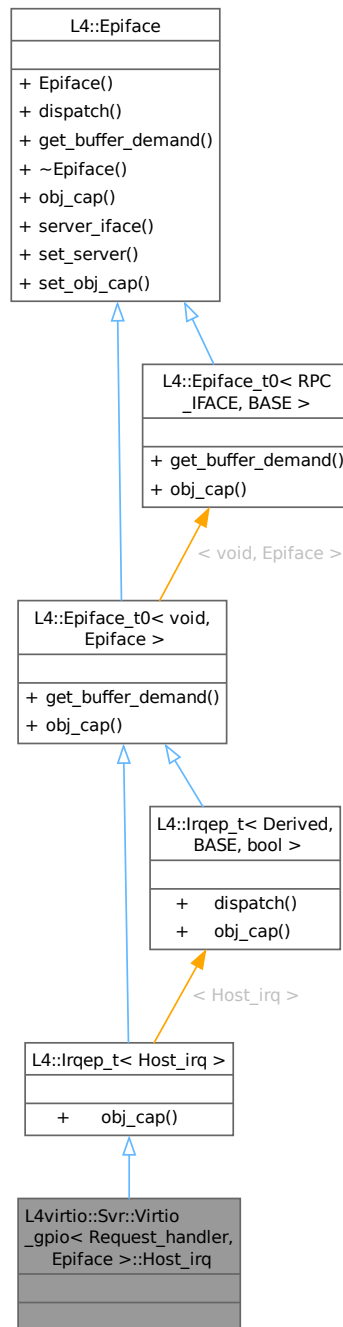 L4::Epiface
+ Epiface()
+ dispatch()
+ get_buffer_demand()
+ ~Epiface()
+ obj_cap()
+ server_iface()
+ set_server()
+ set_obj_cap()
L4::Epiface_t0< RPC
_IFACE, BASE >
+ get_buffer_demand()
+ obj_cap()
< void, Epiface >
L4::Epiface_t0< void,
Epiface >
+ get_buffer_demand()
+ obj_cap()
L4::Irqep_t< Derived,
BASE, bool >
+ dispatch()
+ obj_cap()
< Host_irq >
L4::Irqep_t< Host_irq >
+ obj_cap()
L4virtio::Svr::Virtio
_gpio< Request_handler,
Epiface >::Host_irq